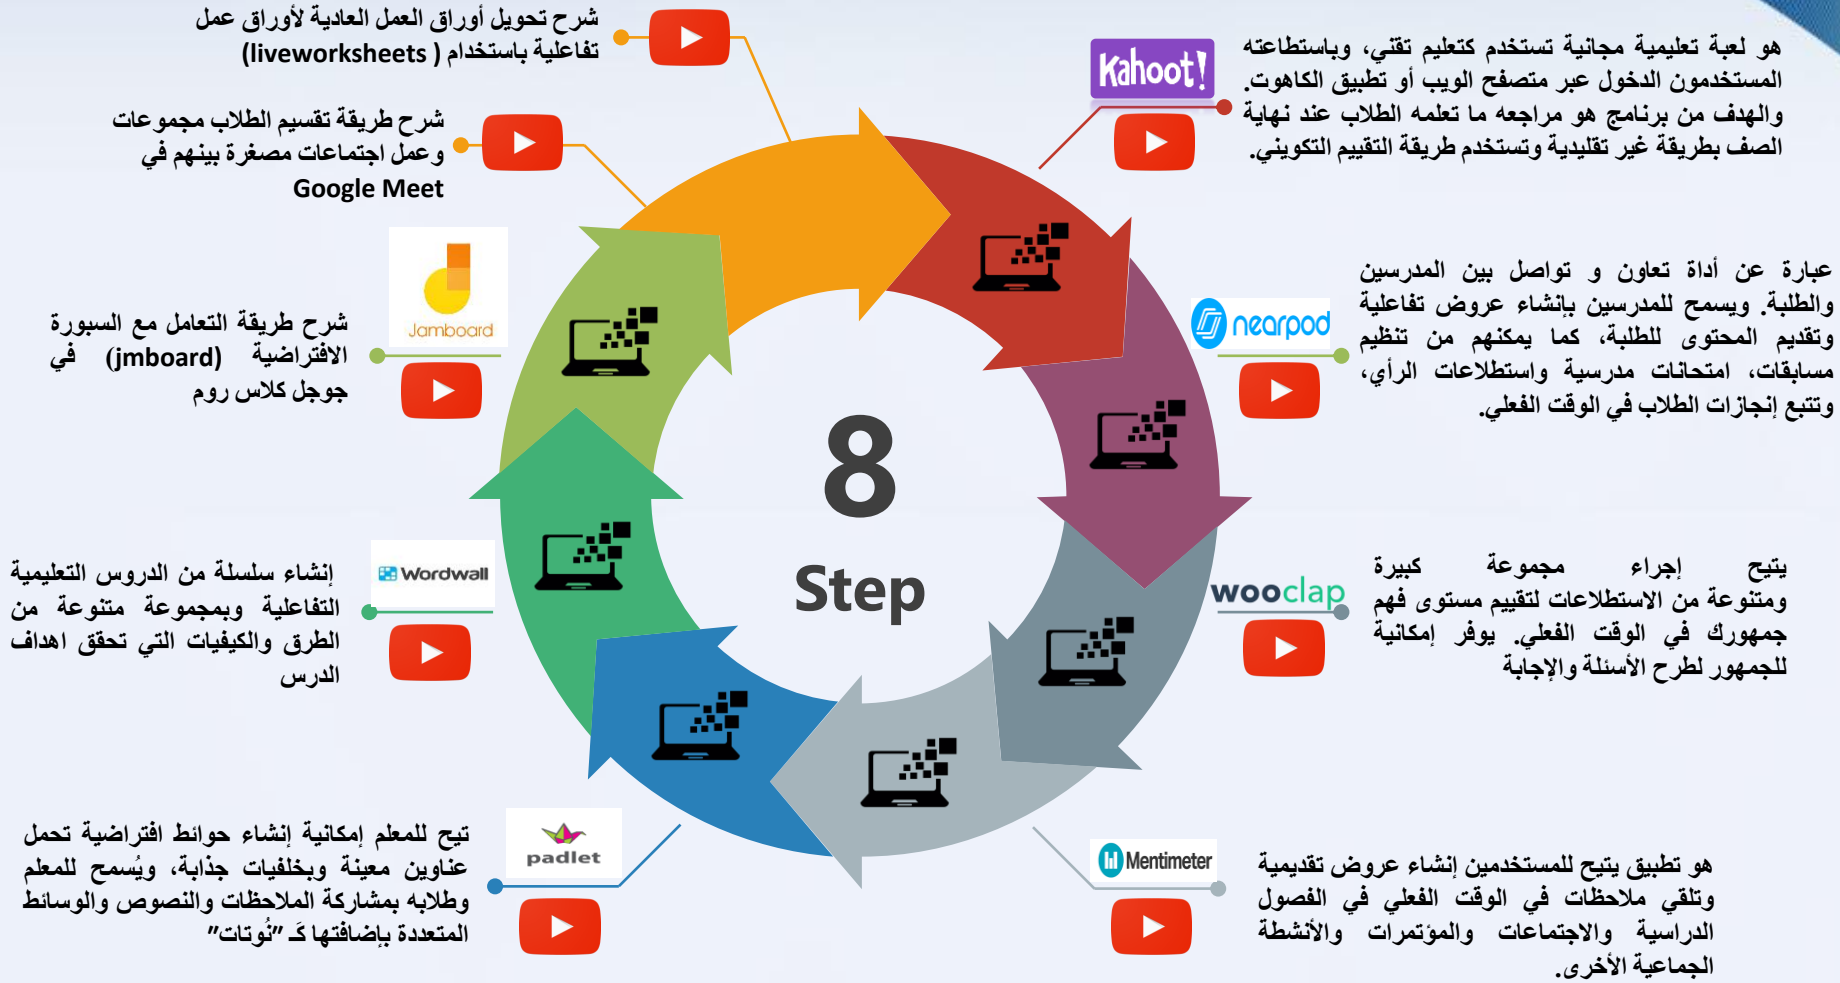 شرح تحويل أوراق العمل العادية لأوراق عمل
تفاعلية باستخدام ( liveworksheets)
شرح طريقة تقسيم الطلاب مجموعات
وعمل اجتماعات مصغرة بينهم في
Google Meet
Jamboard
شرح طريقة التعامل مع السبورة
الافتراضية (jmboard) في
جوجل كلاس روم
Wordwall
إنشاء سلسلة من الدروس التعليمية
التفاعلية وبمجموعة متنوعة من
الطرق والكيفيات التي تحقق اهداف
الدرس
padlet
تيح للمعلم إمكانية إنشاء حوائط افتراضية تحمل
عناوين معينة وبخلفيات جذابة، ويُسمح للمعلم
وطلابه بمشاركة الملاحظات والنصوص والوسائط
المتعددة بإضافتها كَـ "نُوتات"
8
Step
Kahoot!
هو لعبة تعليمية مجانية تستخدم كتعليم تقني، وباستطاعته
المستخدمون الدخول عبر متصفح الويب أو تطبيق الكاهوت.
والهدف من برنامج هو مراجعه ما تعلمه الطلاب عند نهاية
الصف بطريقة غير تقليدية وتستخدم طريقة التقييم التكويني.
nearpod
عبارة عن أداة تعاون و تواصل بين المدرسين
والطلبة. ويسمح للمدرسين بإنشاء عروض تفاعلية
وتقديم المحتوى للطلبة، كما يمكنهم من تنظيم
مسابقات، امتحانات مدرسية واستطلاعات الرأي،
وتتبع إنجازات الطلاب في الوقت الفعلي.
wooclap
يتيح إجراء مجموعة كبيرة
ومتنوعة من الاستطلاعات لتقييم مستوى فهم
جمهورك في الوقت الفعلي. يوفر إمكانية
للجمهور لطرح الأسئلة والإجابة
Mentimeter
هو تطبيق يتيح للمستخدمين إنشاء عروض تقديمية
وتلقي ملاحظات في الوقت الفعلي في الفصول
الدراسية والاجتماعات والمؤتمرات والأنشطة
الجماعية الأخرى.